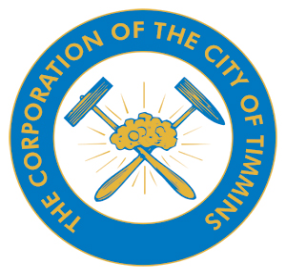 THE CORPORATION OF THE CITY OF TIMMINS